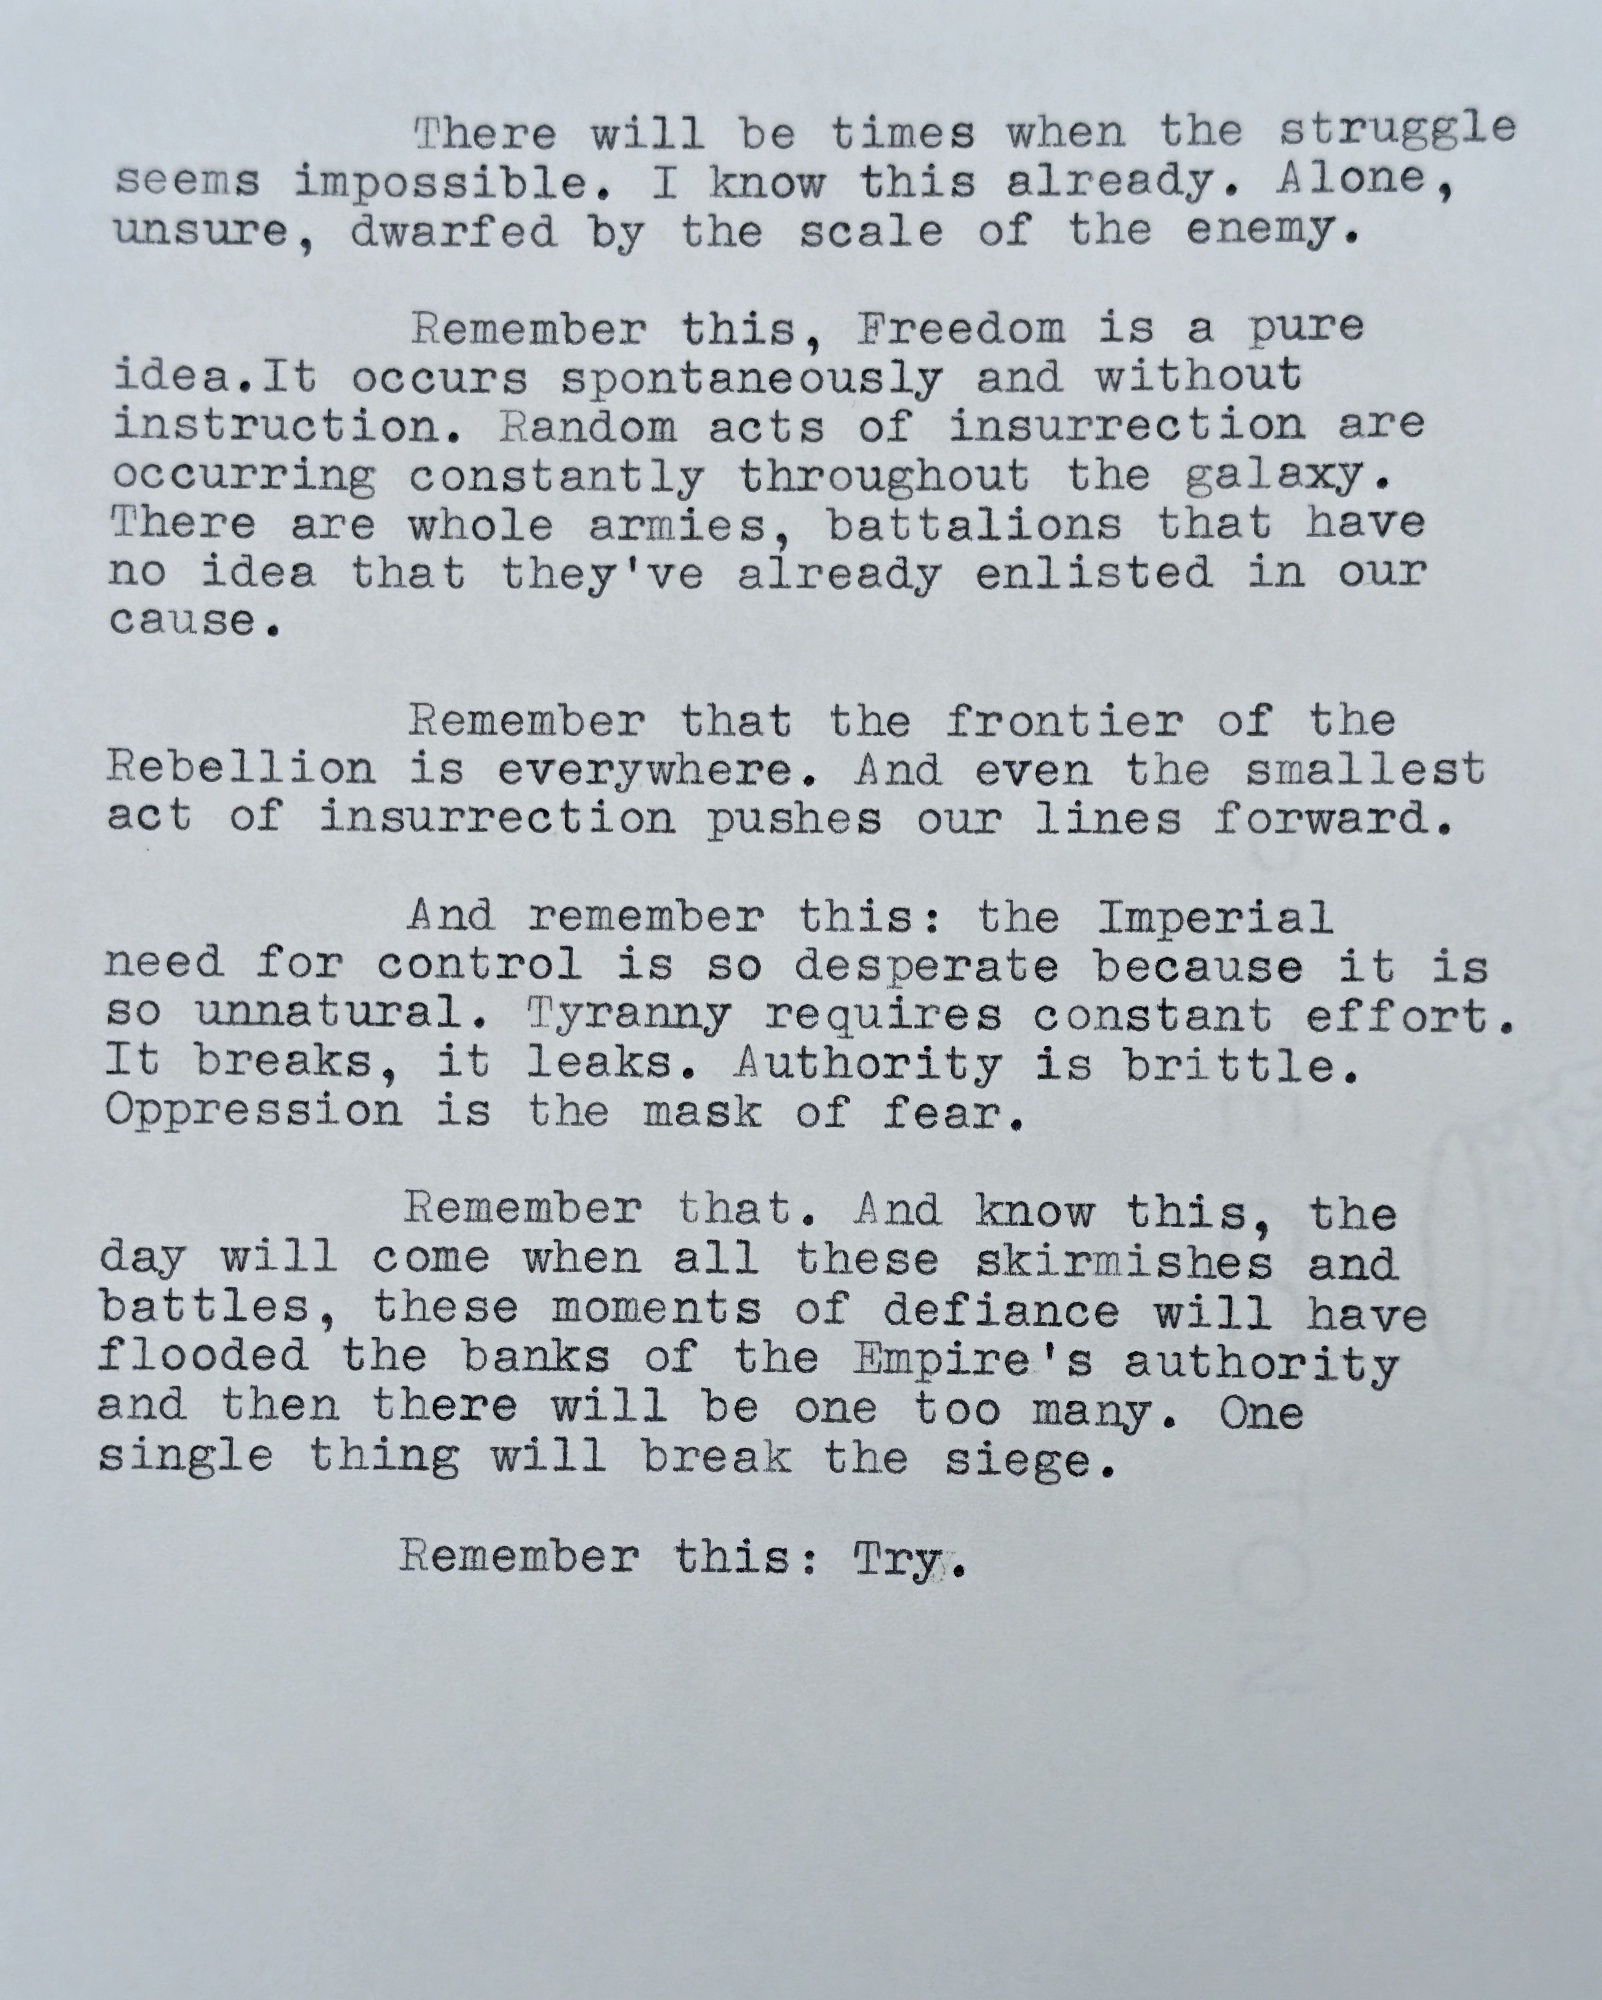 There will be times when the struggle
seems impossible. I know this already. Alone,
unsure, dwarfed by the scale of the enemy.
Remember this, Freedom is a pure
idea.It occurs spontaneously and without
instruction. Random acts of insurrection are
occurring constantly throughout the galaxy.
There are whole armies, battalions that have
no idea that they've already enlisted in our
cause.
Remember that the frontier of the
Rebellion is everywhere. And even the smallest
act of insurrection pushes our lines forward.
And remember this: the Imperial
need for control is so desperate because it is
so unnatural. Tyranny requires constant effort.
It breaks, it leaks. Authority is brittle.
Oppression is the mask of fear.
Remember that. And know this, the
day will come when all these skirmishes and
battles, these moments of defiance will have
flooded the banks of the Empire's authority
and then there will be one too many. One
single thing will break the siege.
Remember this: Try.